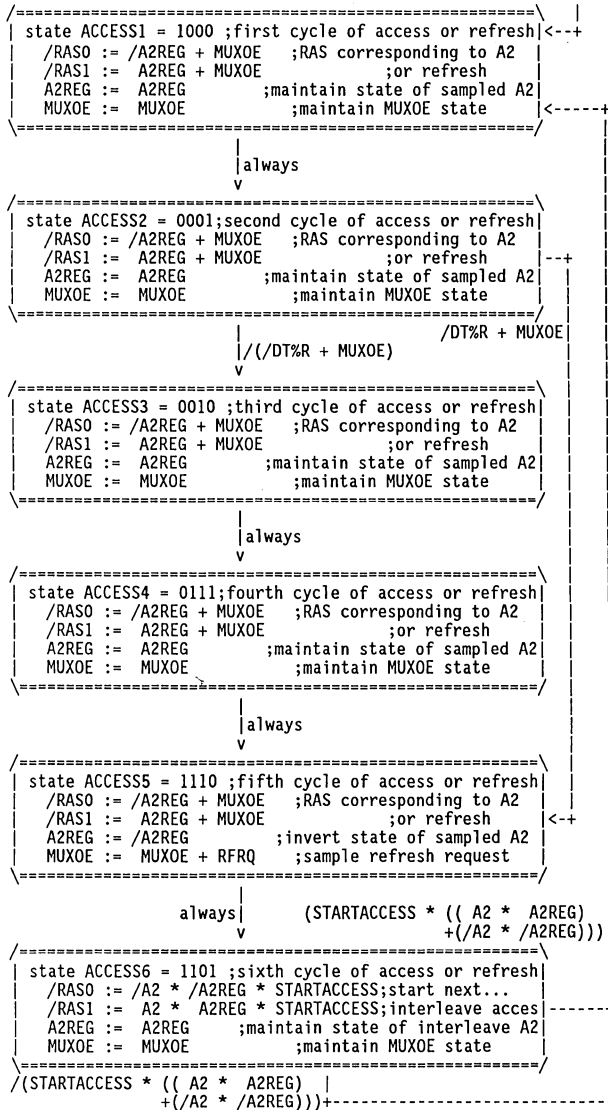 /==================================================\
| state ACCESS1 = 1000 ;first cycle of access or refresh|<--+
| /RAS0 := /A2REG + MUXOE ;RAS corresponding to A2 |
| /RAS1 := A2REG + MUXOE ;or refresh |
| A2REG := A2REG ;maintain state of sampled A2|
| MUXOE := MUXOE ;maintain MUXOE state |<-----+
\==================================================/
|always
v
/==================================================\
| state ACCESS2 = 0001;second cycle of access or refresh|
| /RAS0 := /A2REG + MUXOE ;RAS corresponding to A2 |
| /RAS1 := A2REG + MUXOE ;or refresh |--+
| A2REG := A2REG ;maintain state of sampled A2|
| MUXOE := MUXOE ;maintain MUXOE state |
\==================================================/
/DT%R + MUXOE|
|/(/DT%R + MUXOE)
v
/==================================================\
| state ACCESS3 = 0010 ;third cycle of access or refresh|
| /RAS0 := /A2REG + MUXOE ;RAS corresponding to A2 |
| /RAS1 := A2REG + MUXOE ;or refresh |
| A2REG := A2REG ;maintain state of sampled A2|
| MUXOE := MUXOE ;maintain MUXOE state |
\==================================================/
|always
v
/==================================================\
| state ACCESS4 = 0111;fourth cycle of access or refresh|
| /RAS0 := /A2REG + MUXOE ;RAS corresponding to A2 |
| /RAS1 := A2REG + MUXOE ;or refresh |
| A2REG := A2REG ;maintain state of sampled A2|
| MUXOE := MUXOE ;maintain MUXOE state |
\==================================================/
|always
v
/==================================================\
| state ACCESS5 = 1110 ;fifth cycle of access or refresh|
| /RAS0 := /A2REG + MUXOE ;RAS corresponding to A2 |
| /RAS1 := A2REG + MUXOE ;or refresh |<-+
| A2REG := /A2REG ;invert state of sampled A2 |
| MUXOE := MUXOE + RFRQ ;sample refresh request |
\==================================================/
always| (STARTACCESS * (( A2 * A2REG)
v +(/A2 * /A2REG)))
/==================================================\
| state ACCESS6 = 1101 ;sixth cycle of access or refresh|
| /RAS0 := /A2 * /A2REG * STARTACCESS;start next... |
| /RAS1 := A2 * A2REG * STARTACCESS;interleave acces|-------
| A2REG := A2REG ;maintain state of interleave A2|
| MUXOE := MUXOE ;maintain MUXOE state |
\==================================================/
/(STARTACCESS * (( A2 * A2REG) |
+(/A2 * /A2REG)))+------------------------------